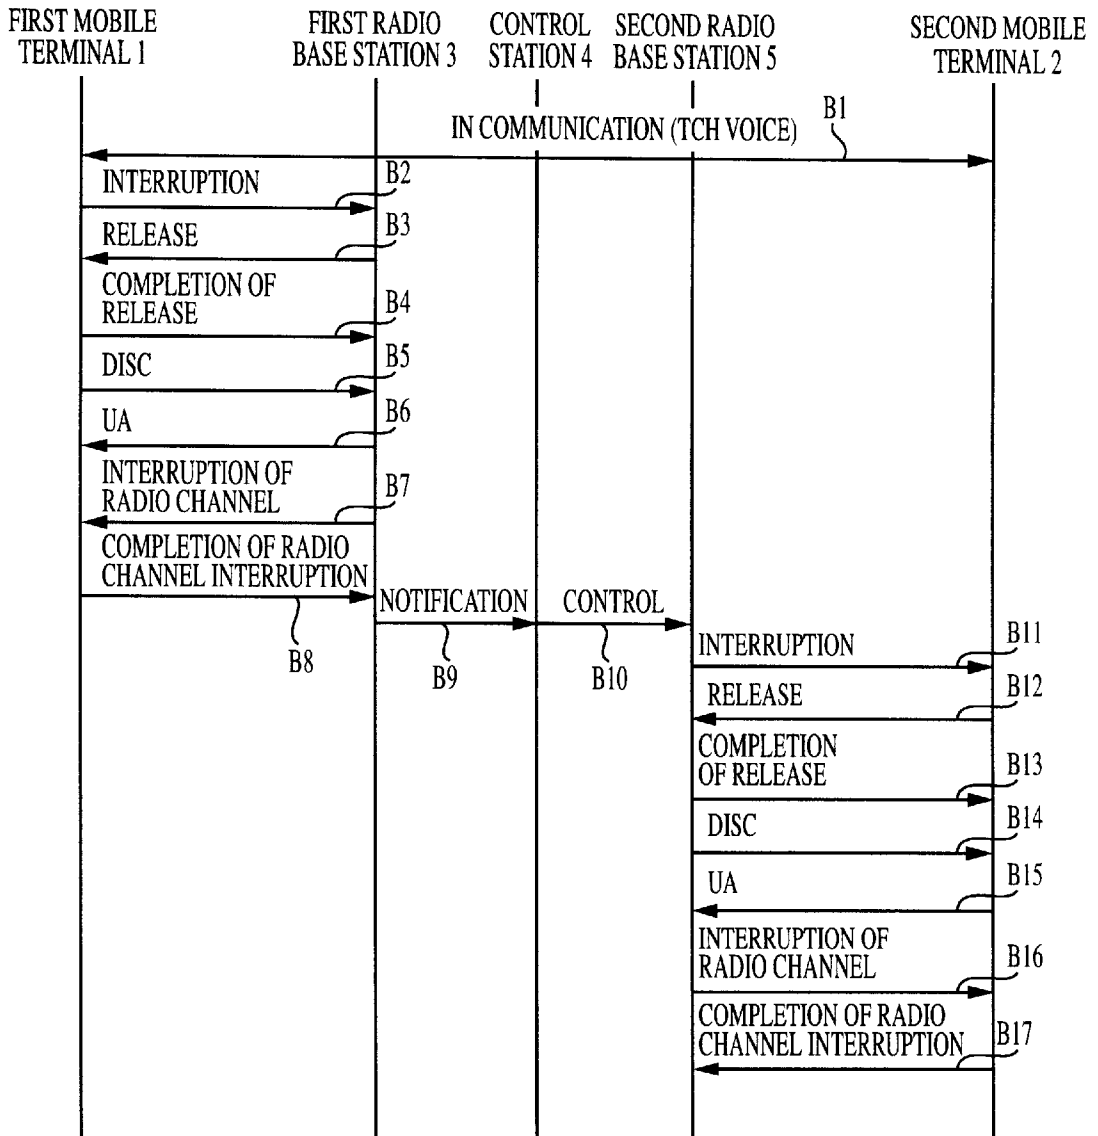 FIRST MOBILE
TERMINAL 1
FIRST RADIO
BASE STATION 3
CONTROL
STATION 4
SECOND RADIO
BASE STATION 5
SECOND MOBILE
TERMINAL 2
B1
IN COMMUNICATION (TCH VOICE)
INTERRUPTION
B2
RELEASE
B3
COMPLETION OF
RELEASE
B4
DISC
B5
UA
B6
INTERRUPTION OF
RADIO CHANNEL
B7
COMPLETION OF RADIO
CHANNEL INTERRUPTION
B8
NOTIFICATION
B9
CONTROL
B10
INTERRUPTION
B11
RELEASE
B12
COMPLETION
OF RELEASE
B13
DISC
B14
UA
B15
INTERRUPTION OF
RADIO CHANNEL
B16
COMPLETION OF RADIO
CHANNEL INTERRUPTION
B17